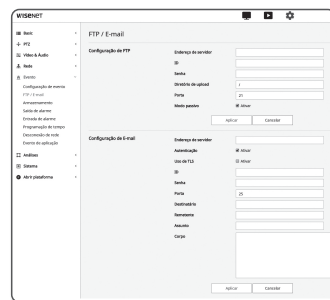 WISENET
Basic
PTZ
Vídeo & Áudio
Rede
Evento
Configuração de evento
FTP / E-mail
Armazenamento
Saída de alarme
Entrada de alarme
Programação de tempo
Desconexão de rede
Evento de aplicação
Análises
Sistema
Abrir plataforma
FTP / E-mail
Configuração de FTP
Endereço de servidor
ID
Senha
Diretório de upload
/
Porta
21
Modo passivo
Ativar
Aplicar
Cancelar
Configuração de E-mail
Endereço de servidor
Autenticação
Ativar
Uso de TLS
Ativar
ID
Senha
Porta
25
Destinatário
Remetente
Assunto
Corpo
Aplicar
Cancelar